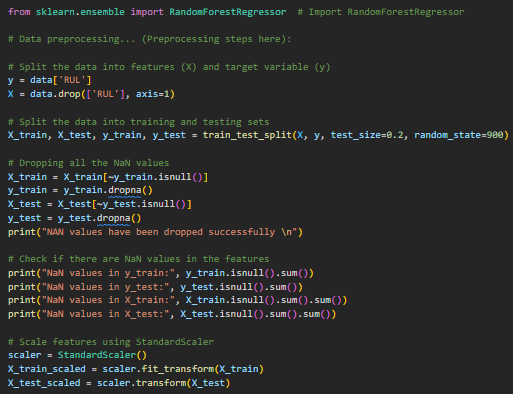 from sklearn.ensemble import RandomForestRegressor  # Import RandomForestRegressor
# Data preprocessing... (Preprocessing steps here):
# Split the data into features (X) and target variable (y)
y = data['RUL']
X = data.drop(['RUL'], axis=1)
# Split the data into training and testing sets
X_train, X_test, y_train, y_test = train_test_split(X, y, test_size=0.2, random_state=900)
# Dropping all the NaN values
X_train = X_train[~y_train.isnull()]
y_train = y_train.dropna()
X_test = X_test[~y_test.isnull()]
y_test = y_test.dropna()
print("NAN values have been dropped successfully \n")
# Check if there are NaN values in the features
print("NaN values in y_train:", y_train.isnull().sum())
print("NaN values in y_test:", y_test.isnull().sum())
print("NaN values in X_train:", X_train.isnull().sum().sum())
print("NaN values in X_test:", X_test.isnull().sum().sum())
# Scale features using StandardScaler
scaler = StandardScaler()
X_train_scaled = scaler.fit_transform(X_train)
X_test_scaled = scaler.transform(X_test)